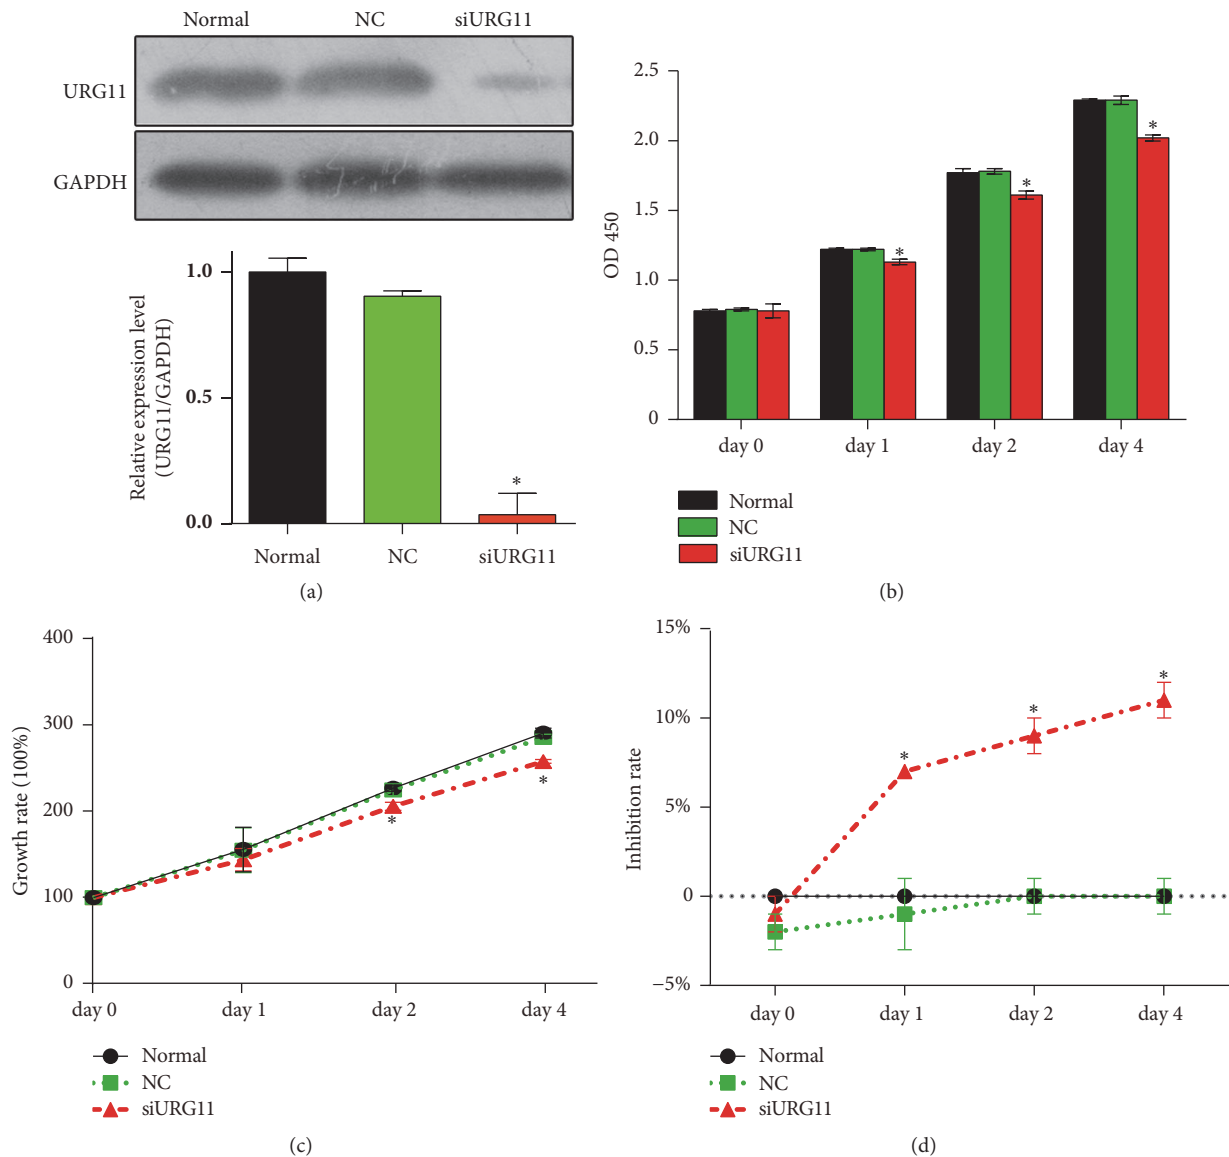 Normal NC siURG11
URG11
GAPDH
Relative expression level
(URG11/GAPDH)
1.0
0.5
0.0
*
Normal NC siURG11
(a)
OD 450
2.5
2.0
1.5
1.0
0.5
0
* * *
day 0 day 1 day 2 day 4
Normal
NC
siURG11
(b)
Growth rate (100%)
400
300
200
100
0
* *
day 0 day 1 day 2 day 4
Normal
NC
siURG11
(c)
Inhibition rate
15%
10%
5%
0
−5%
* * *
day 0 day 1 day 2 day 4
Normal
NC
siURG11
(d)